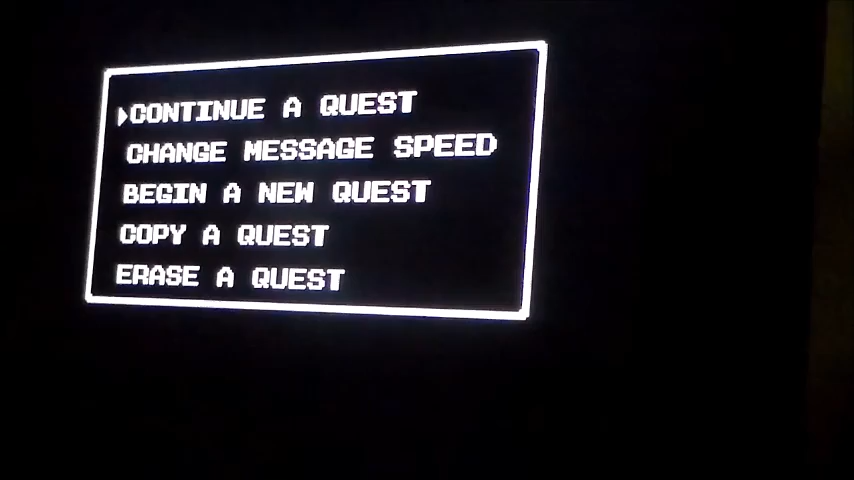 CONTINUE A QUEST
CHANGE MESSAGE SPEED
BEGIN A NEW QUEST
COPY A QUEST
ERASE A QUEST